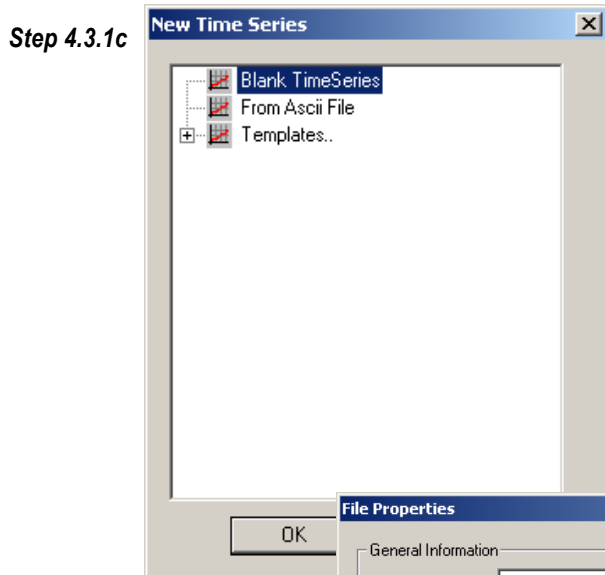 Step 4.3.1c
New Time Series
Blank TimeSeries
From Ascii File
Templates..
OK
File Properties
General Information